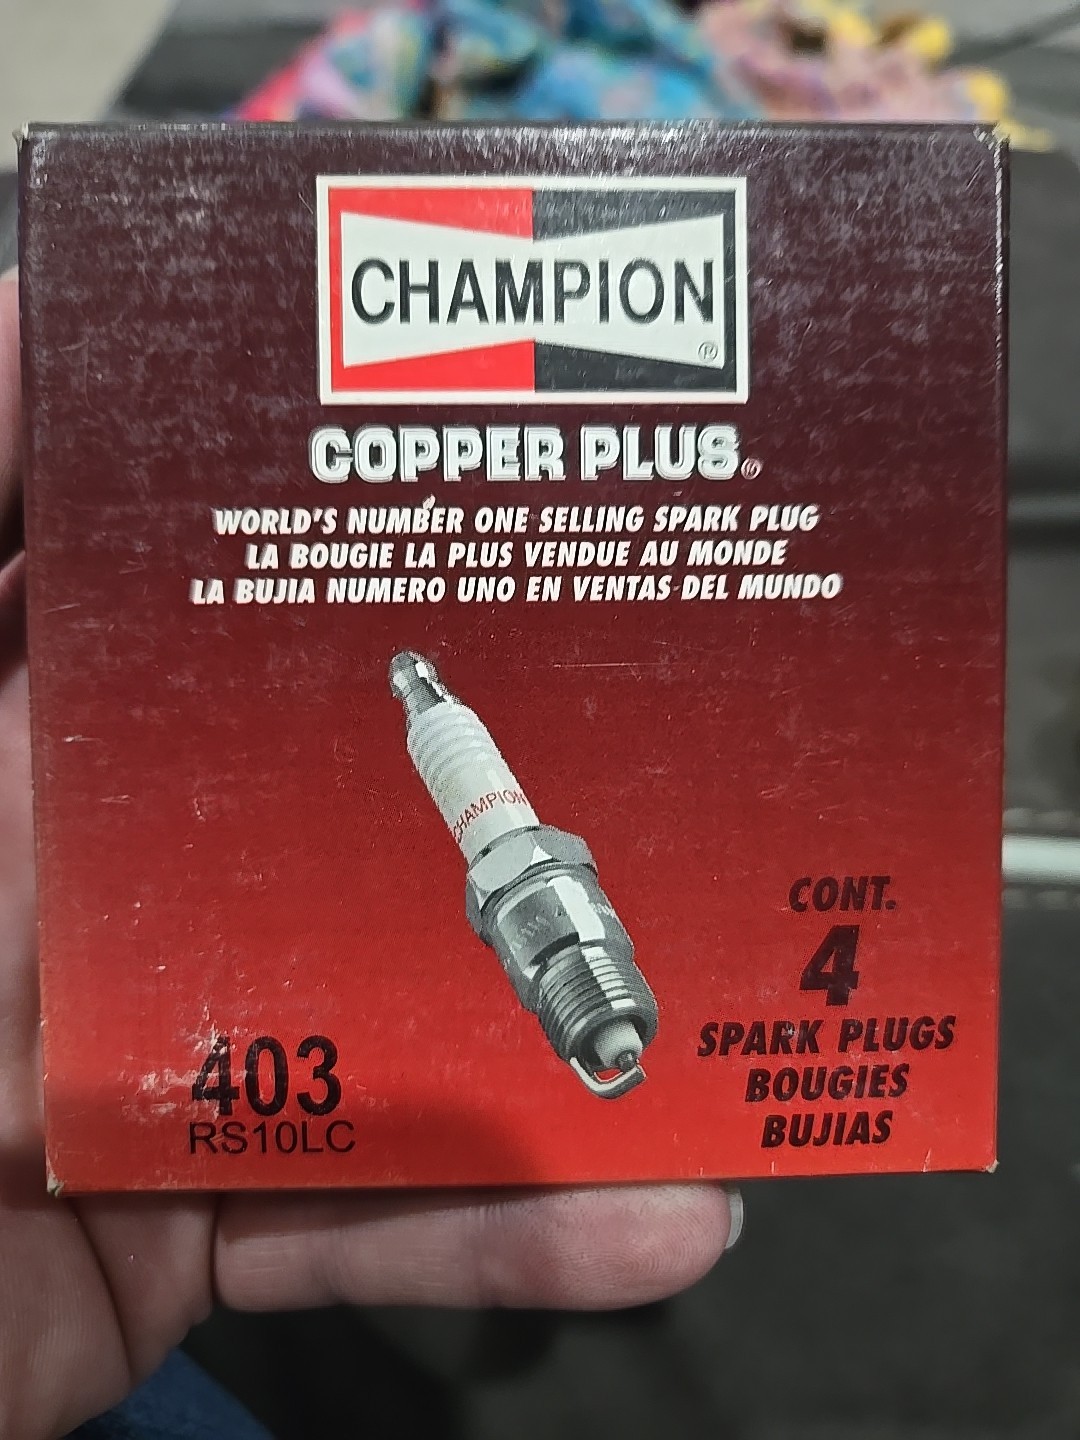 CHAMPION
®
COPPER PLUS®
WORLD'S NUMBER ONE SELLING SPARK PLUG
LA BOUGIE LA PLUS VENDUE AU MONDE
LA BUJIA NUMERO UNO EN VENTAS DEL MUNDO
CHAMPION
CONT.
4
SPARK PLUGS
BOUGIES
BUJIAS
403
RS10LC